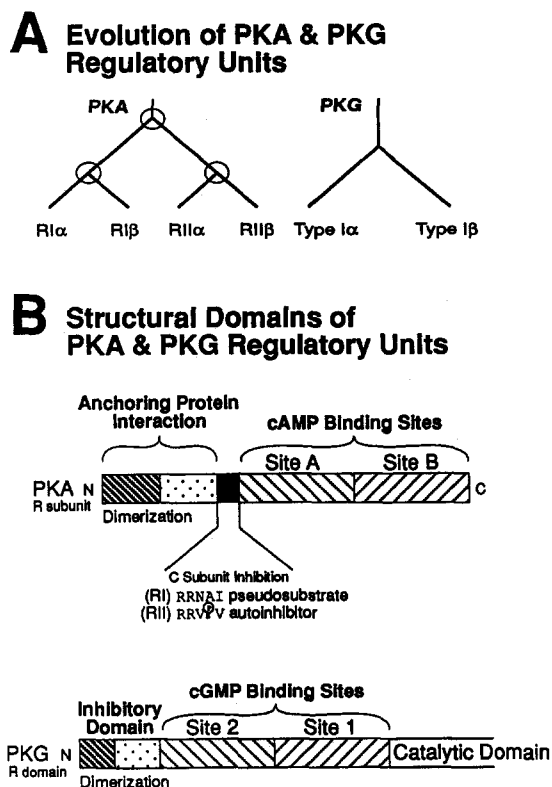 A Evolution of PKA & PKG
Regulatory Units
PKA
PKG
RIα RIβ RIIα RIIβ Type Iα Type Iβ
B Structural Domains of
PKA & PKG Regulatory Units
Anchoring Protein
Interaction
cAMP Binding Sites
Site A Site B
PKA N
R subunit
C
Dimerization
C Subunit Inhibition
(RI) RRNAI pseudosubstrate
(RII) RRV V autoinhibitor
cGMP Binding Sites
Inhibitory
Domain
Site 2 Site 1
PKG N
R domain
Catalytic Domain
Dimerization